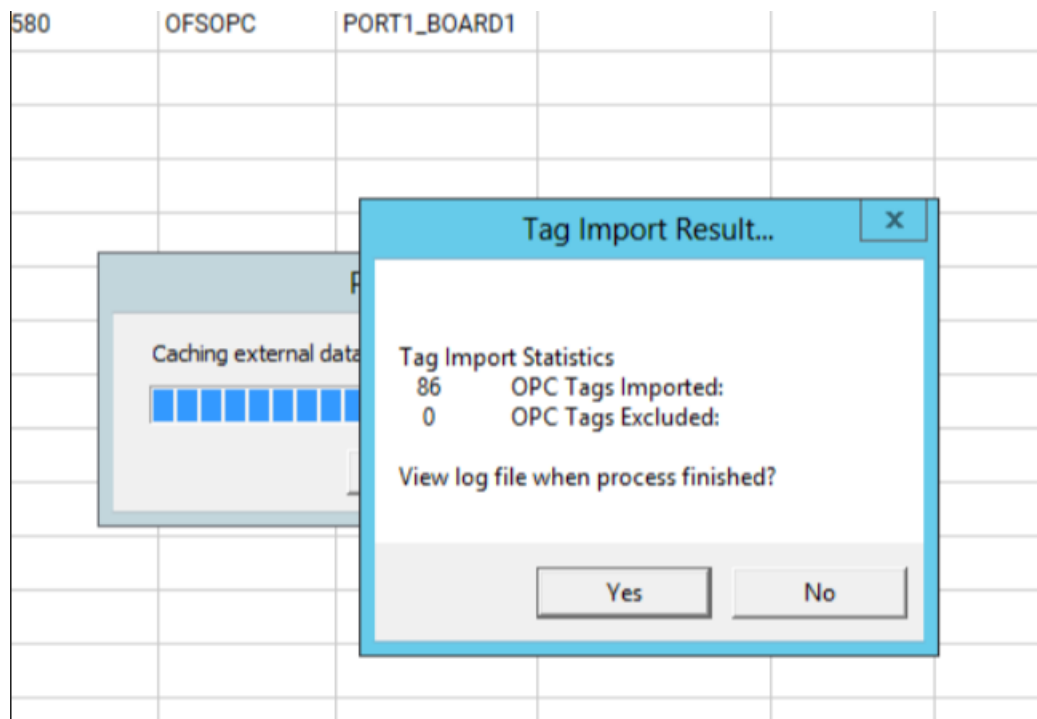 580 OFSOPC PORT1_BOARD1
Tag Import Result...
X
Caching external data
Tag Import Statistics
86 OPC Tags Imported:
0 OPC Tags Excluded:
View log file when process finished?
Yes No